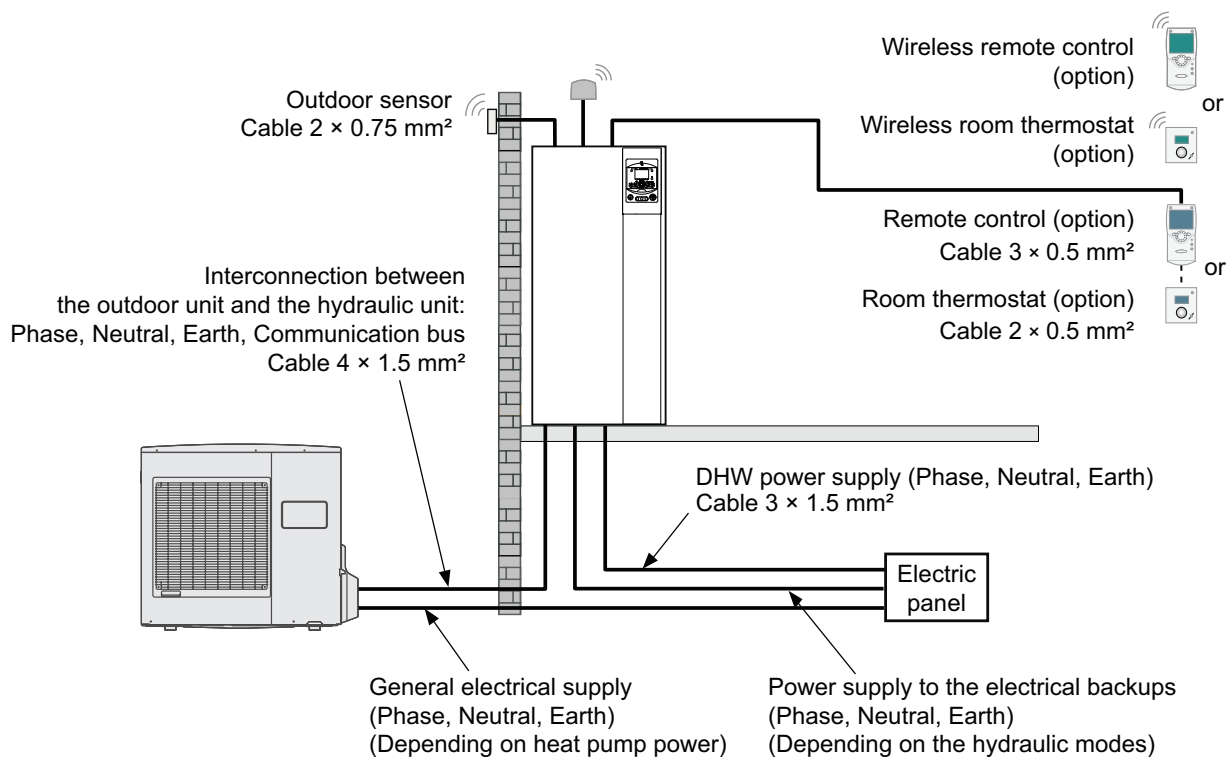 Wireless remote control
(option)
or
Outdoor sensor
Cable 2 × 0.75 mm²
Wireless room thermostat
(option)
Remote control (option)
Cable 3 × 0.5 mm²
or
Room thermostat (option)
Cable 2 × 0.5 mm²
Interconnection between
the outdoor unit and the hydraulic unit:
Phase, Neutral, Earth, Communication bus
Cable 4 × 1.5 mm²
DHW power supply (Phase, Neutral, Earth)
Cable 3 × 1.5 mm²
Electric
panel
General electrical supply
(Phase, Neutral, Earth)
(Depending on heat pump power)
Power supply to the electrical backups
(Phase, Neutral, Earth)
(Depending on the hydraulic modes)